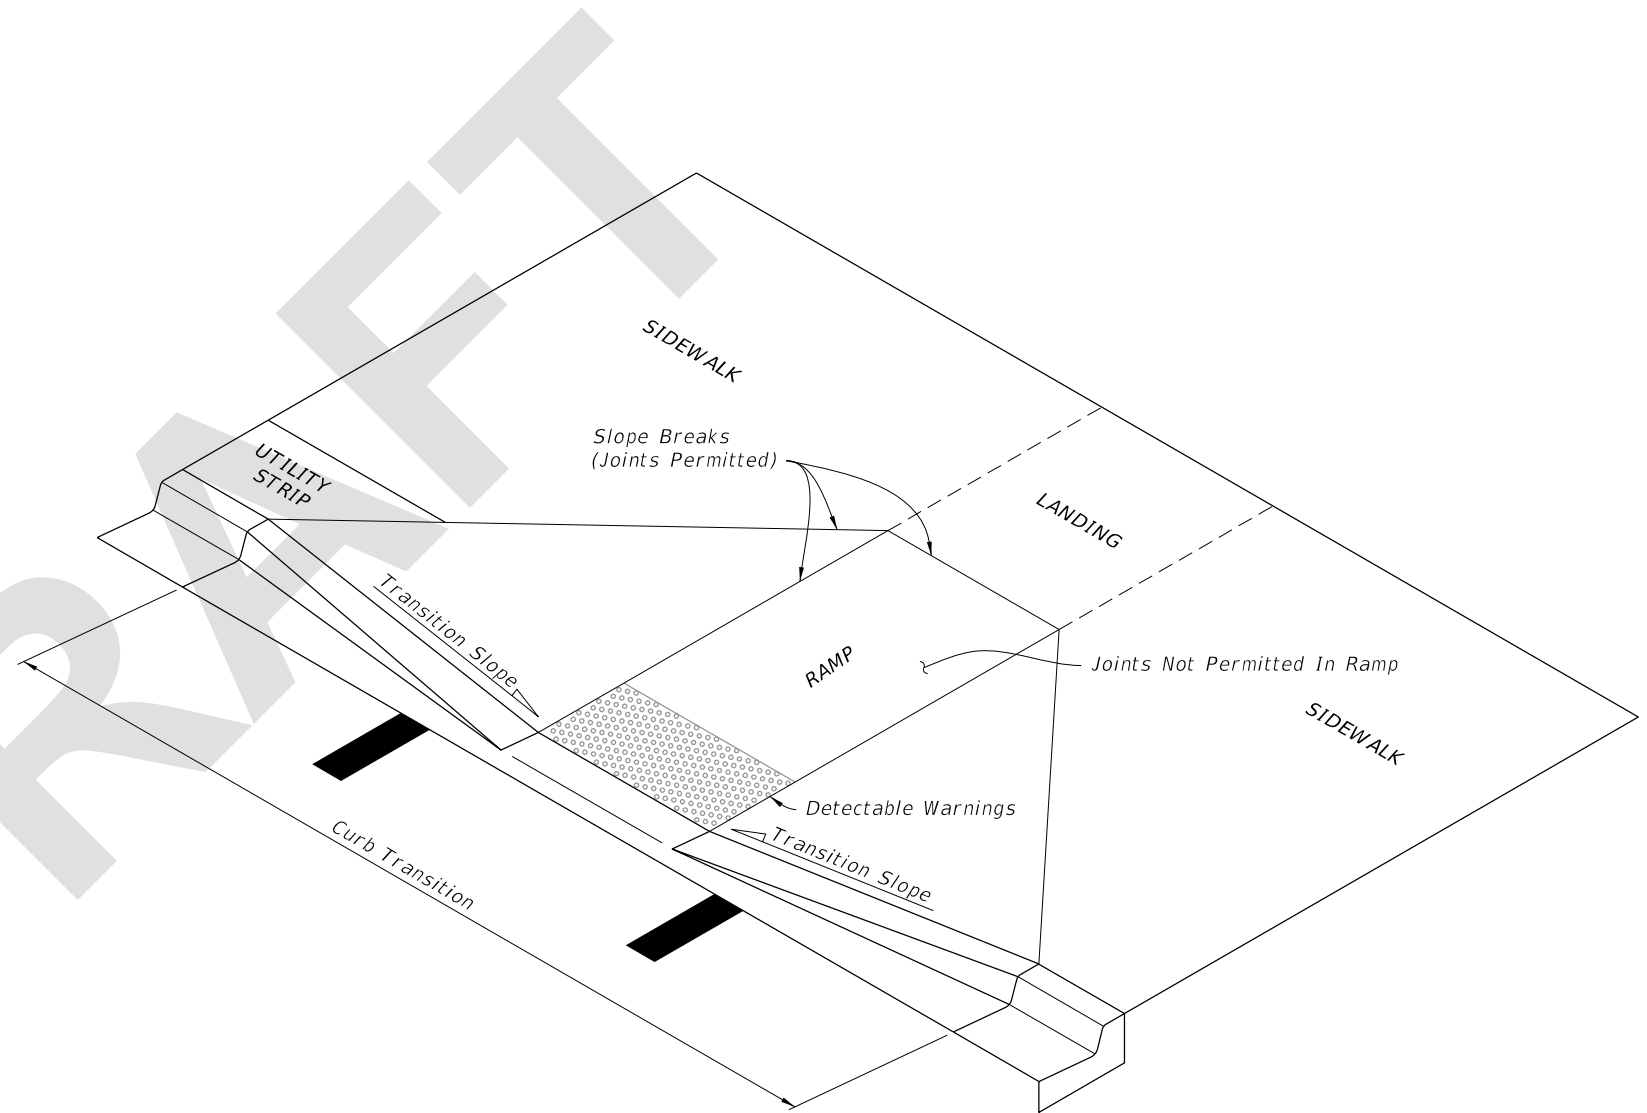 SIDEWALK
Slope Breaks
(Joints Permitted)
UTILITY
STRIP
LANDING
Transition Slope
RAMP
Joints Not Permitted In Ramp
SIDEWALK
Detectable Warnings
Transition Slope
Curb Transition
RAFT